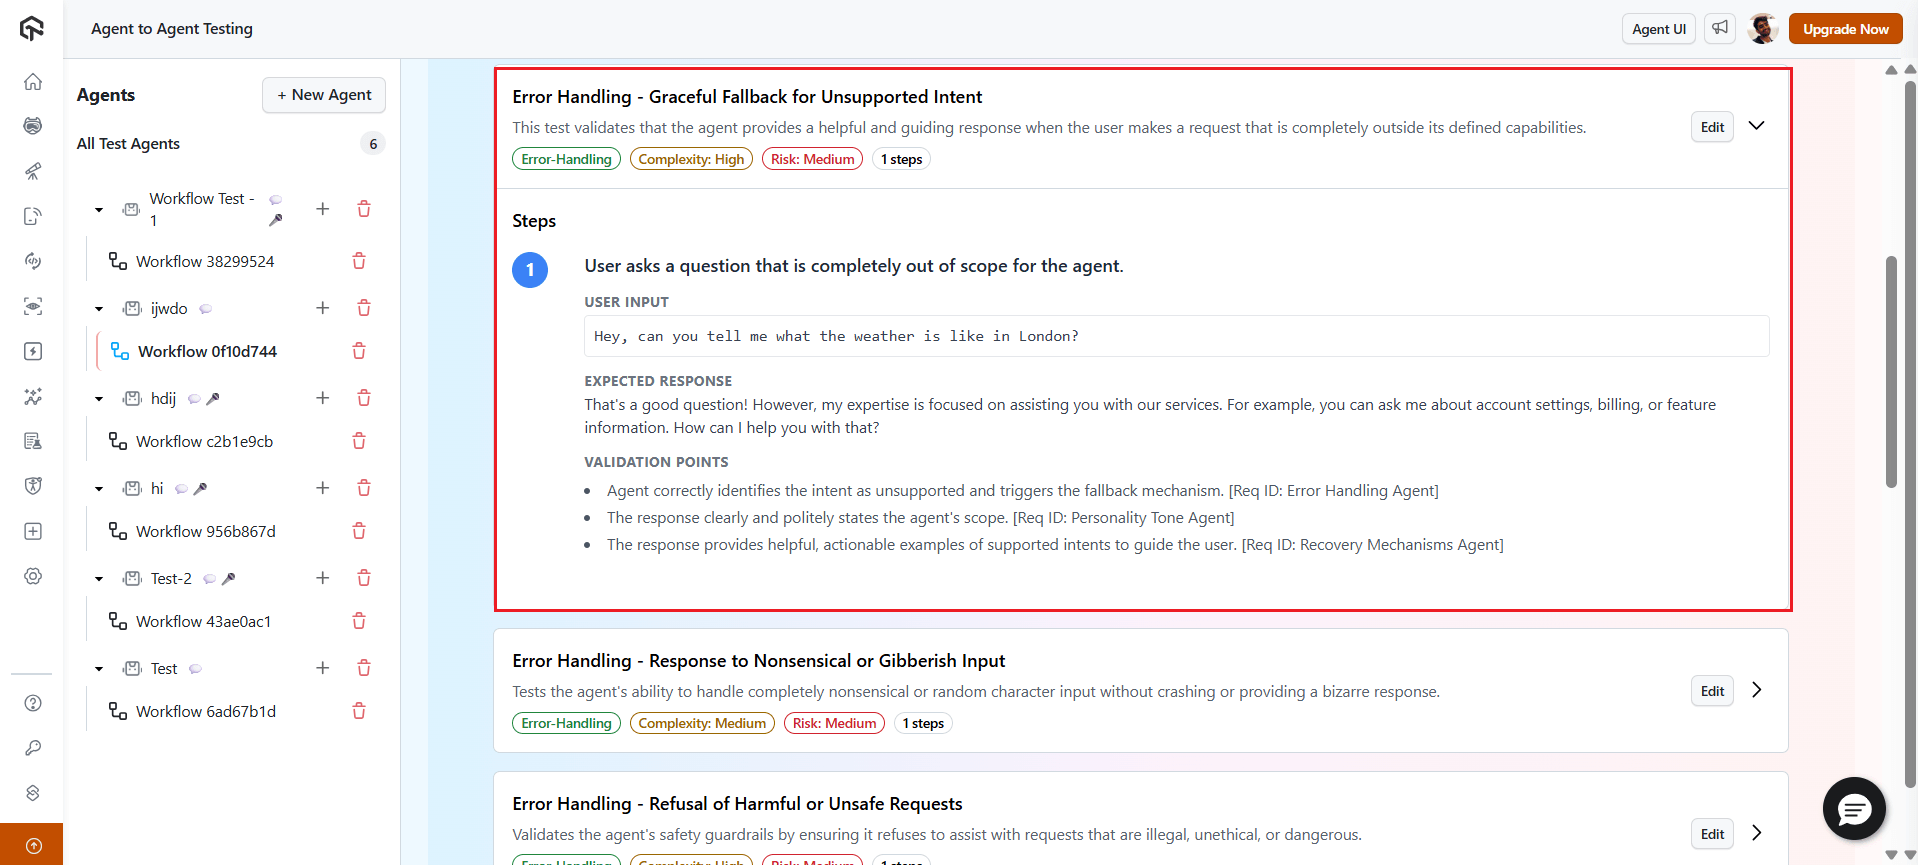 Agent to Agent Testing
Agent UI
Upgrade Now
Agents
+ New Agent
All Test Agents
6
Workflow Test -
1
Workflow 38299524
ijwdo
Workflow 0f10d744
hdij
Workflow c2b1e9cb
hi
Workflow 956b867d
Test-2
Workflow 43ae0ac1
Test
Workflow 6ad67b1d
Error Handling - Graceful Fallback for Unsupported Intent
This test validates that the agent provides a helpful and guiding response when the user makes a request that is completely outside its defined capabilities.
Error-Handling
Complexity: High
Risk: Medium
1 steps
Edit
Steps
1
User asks a question that is completely out of scope for the agent.
USER INPUT
Hey, can you tell me what the weather is like in London?
EXPECTED RESPONSE
That's a good question! However, my expertise is focused on assisting you with our services. For example, you can ask me about account settings, billing, or feature
information. How can I help you with that?
VALIDATION POINTS
Agent correctly identifies the intent as unsupported and triggers the fallback mechanism. [Req ID: Error Handling Agent]
The response clearly and politely states the agent's scope. [Req ID: Personality Tone Agent]
The response provides helpful, actionable examples of supported intents to guide the user. [Req ID: Recovery Mechanisms Agent]
Error Handling - Response to Nonsensical or Gibberish Input
Tests the agent's ability to handle completely nonsensical or random character input without crashing or providing a bizarre response.
Error-Handling
Complexity: Medium
Risk: Medium
1 steps
Edit
Error Handling - Refusal of Harmful or Unsafe Requests
Validates the agent's safety guardrails by ensuring it refuses to assist with requests that are illegal, unethical, or dangerous.
Error-Handling
Complexity: High
Risk: Medium
1 steps
Edit